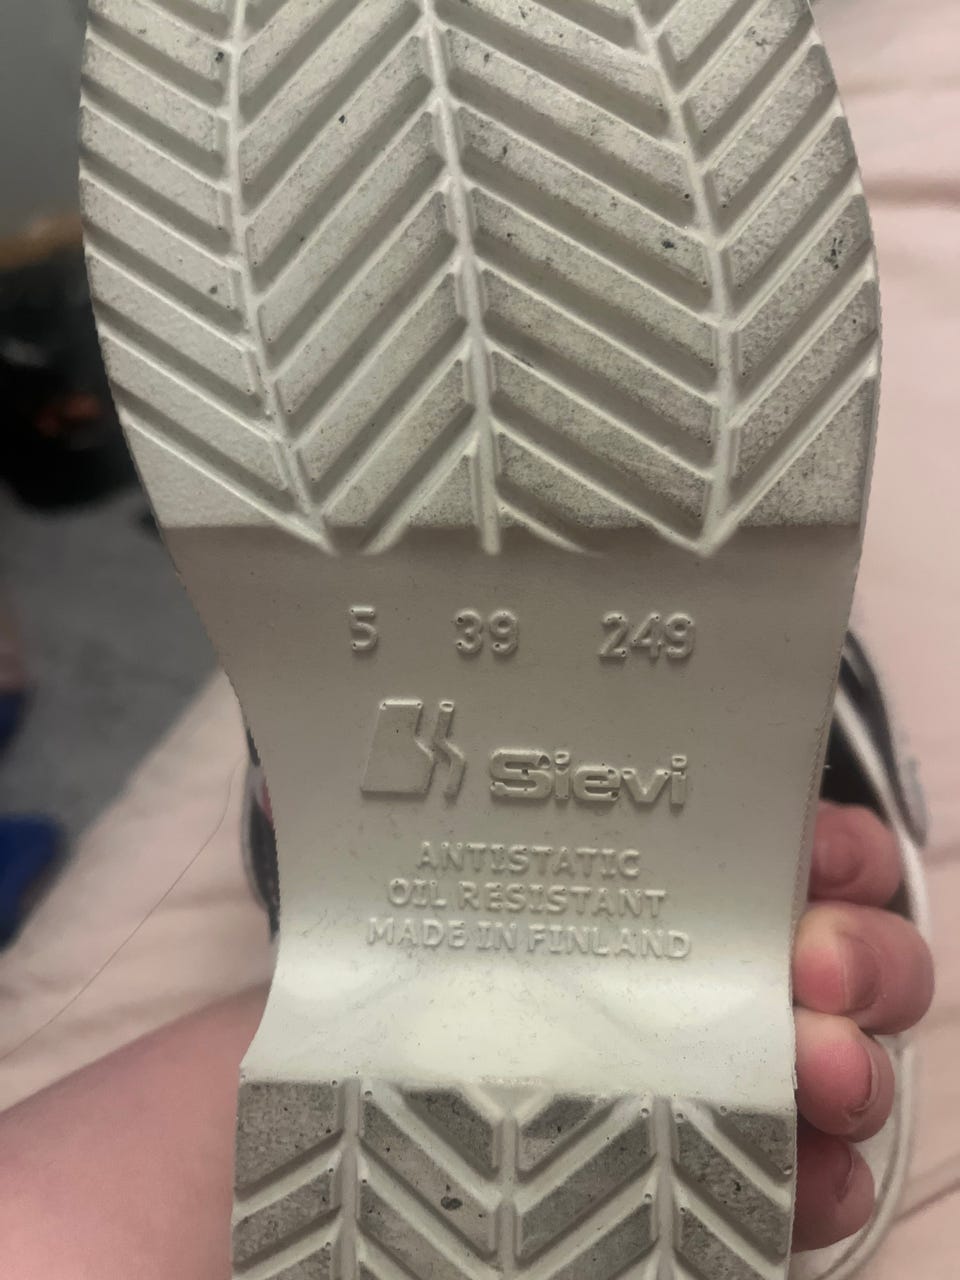 5 39 249
Sievi
ANTISTATIC
OIL RESISTANT
MADE IN FINLAND